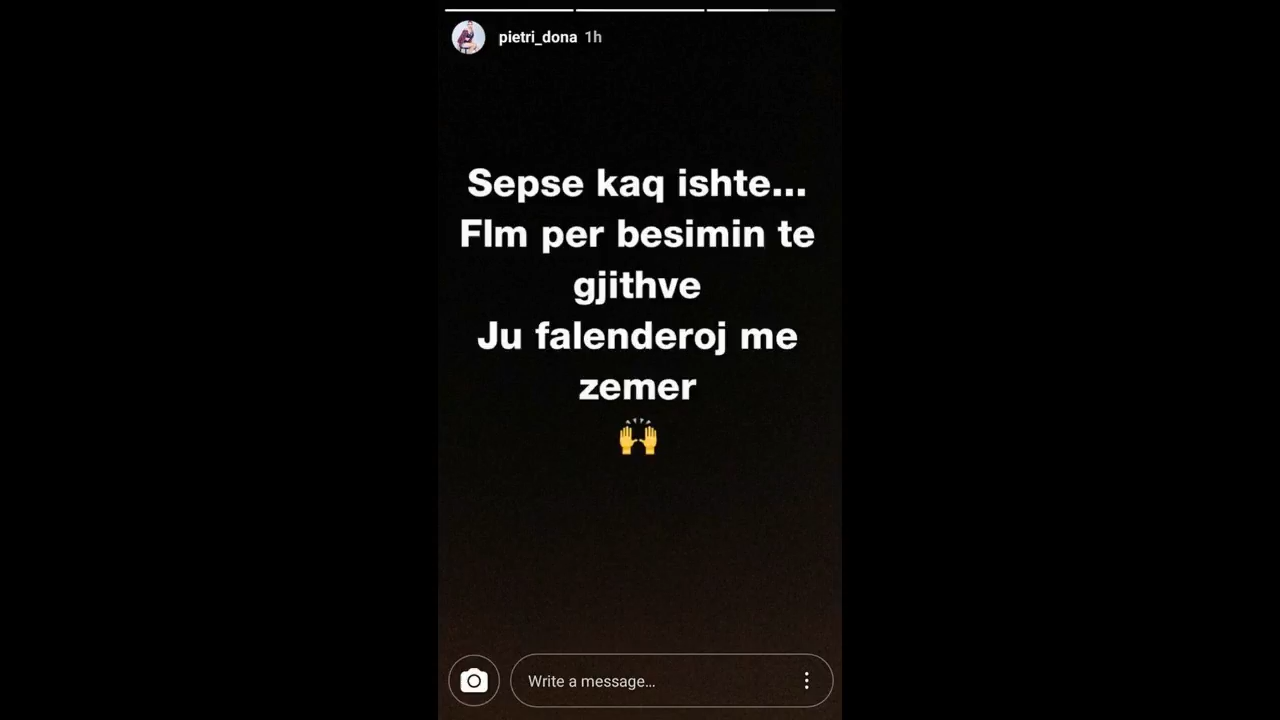 pietri_dona 1h
Sepse kaq ishte...
Flm per besimin te
gjithve
Ju falenderoj me
zemer
🙌
Write a message...